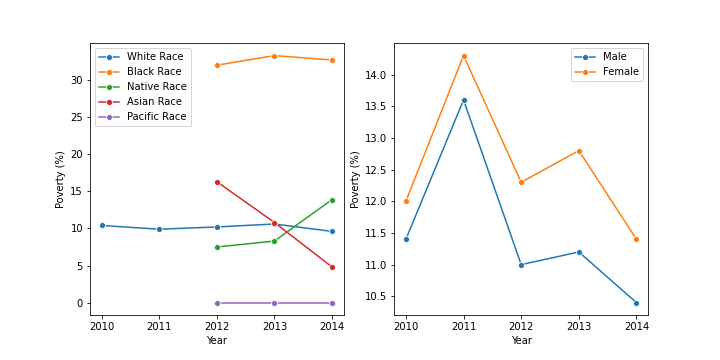 White Race
Black Race
Native Race
Asian Race
Pacific Race
30
25
20
15
10
5
0
Poverty (%)
2010 2011 2012 2013 2014
Year
Male
Female
14.0
13.5
13.0
12.5
12.0
11.5
11.0
10.5
Poverty (%)
2010 2011 2012 2013 2014
Year